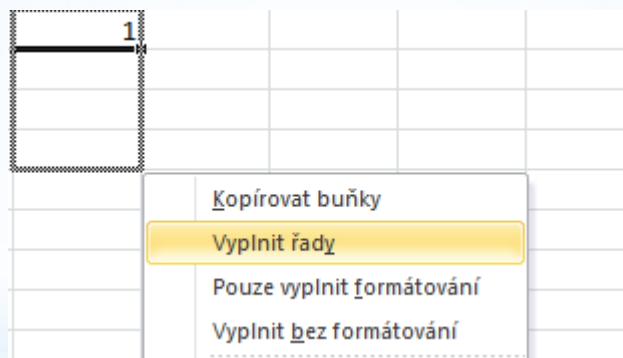 1
Kopírovat buňky
Vyplnit řady
Pouze vyplnit formátování
Vyplnit bez formátování